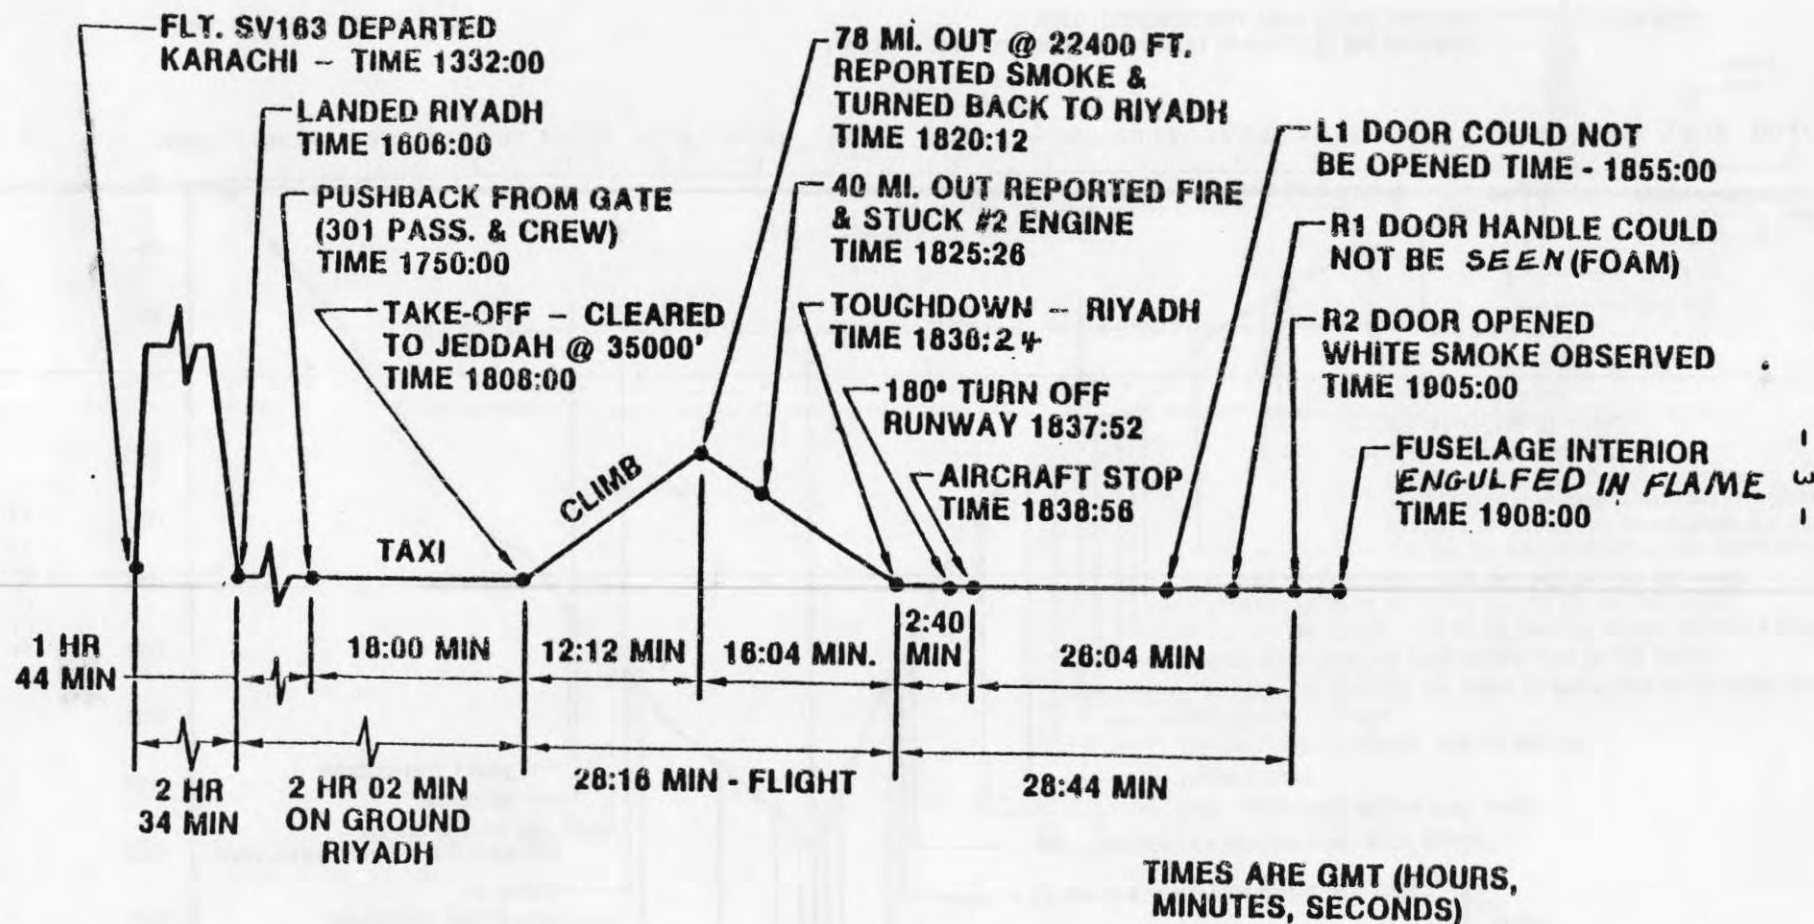 FLT. SV163 DEPARTED
KARACHI – TIME 1332:00
LANDED RIYADH
TIME 1606:00
PUSHBACK FROM GATE
(301 PASS. & CREW)
TIME 1750:00
TAKE-OFF – CLEARED
TO JEDDAH @ 35000'
TIME 1808:00
78 MI. OUT @ 22400 FT.
REPORTED SMOKE &
TURNED BACK TO RIYADH
TIME 1820:12
40 MI. OUT REPORTED FIRE
& STUCK #2 ENGINE
TIME 1825:26
TOUCHDOWN – RIYADH
TIME 1836:24
180° TURN OFF
RUNWAY 1837:52
AIRCRAFT STOP
TIME 1838:56
L1 DOOR COULD NOT
BE OPENED TIME - 1855:00
R1 DOOR HANDLE COULD
NOT BE SEEN (FOAM)
R2 DOOR OPENED
WHITE SMOKE OBSERVED
TIME 1905:00
FUSELAGE INTERIOR
ENGULFED IN FLAME
TIME 1908:00
- 3 -
CLIMB
TAXI
1 HR
44 MIN
18:00 MIN
12:12 MIN
16:04 MIN.
2:40
MIN
26:04 MIN
2 HR
34 MIN
2 HR 02 MIN
ON GROUND
RIYADH
28:16 MIN - FLIGHT
28:44 MIN
TIMES ARE GMT (HOURS,
MINUTES, SECONDS)